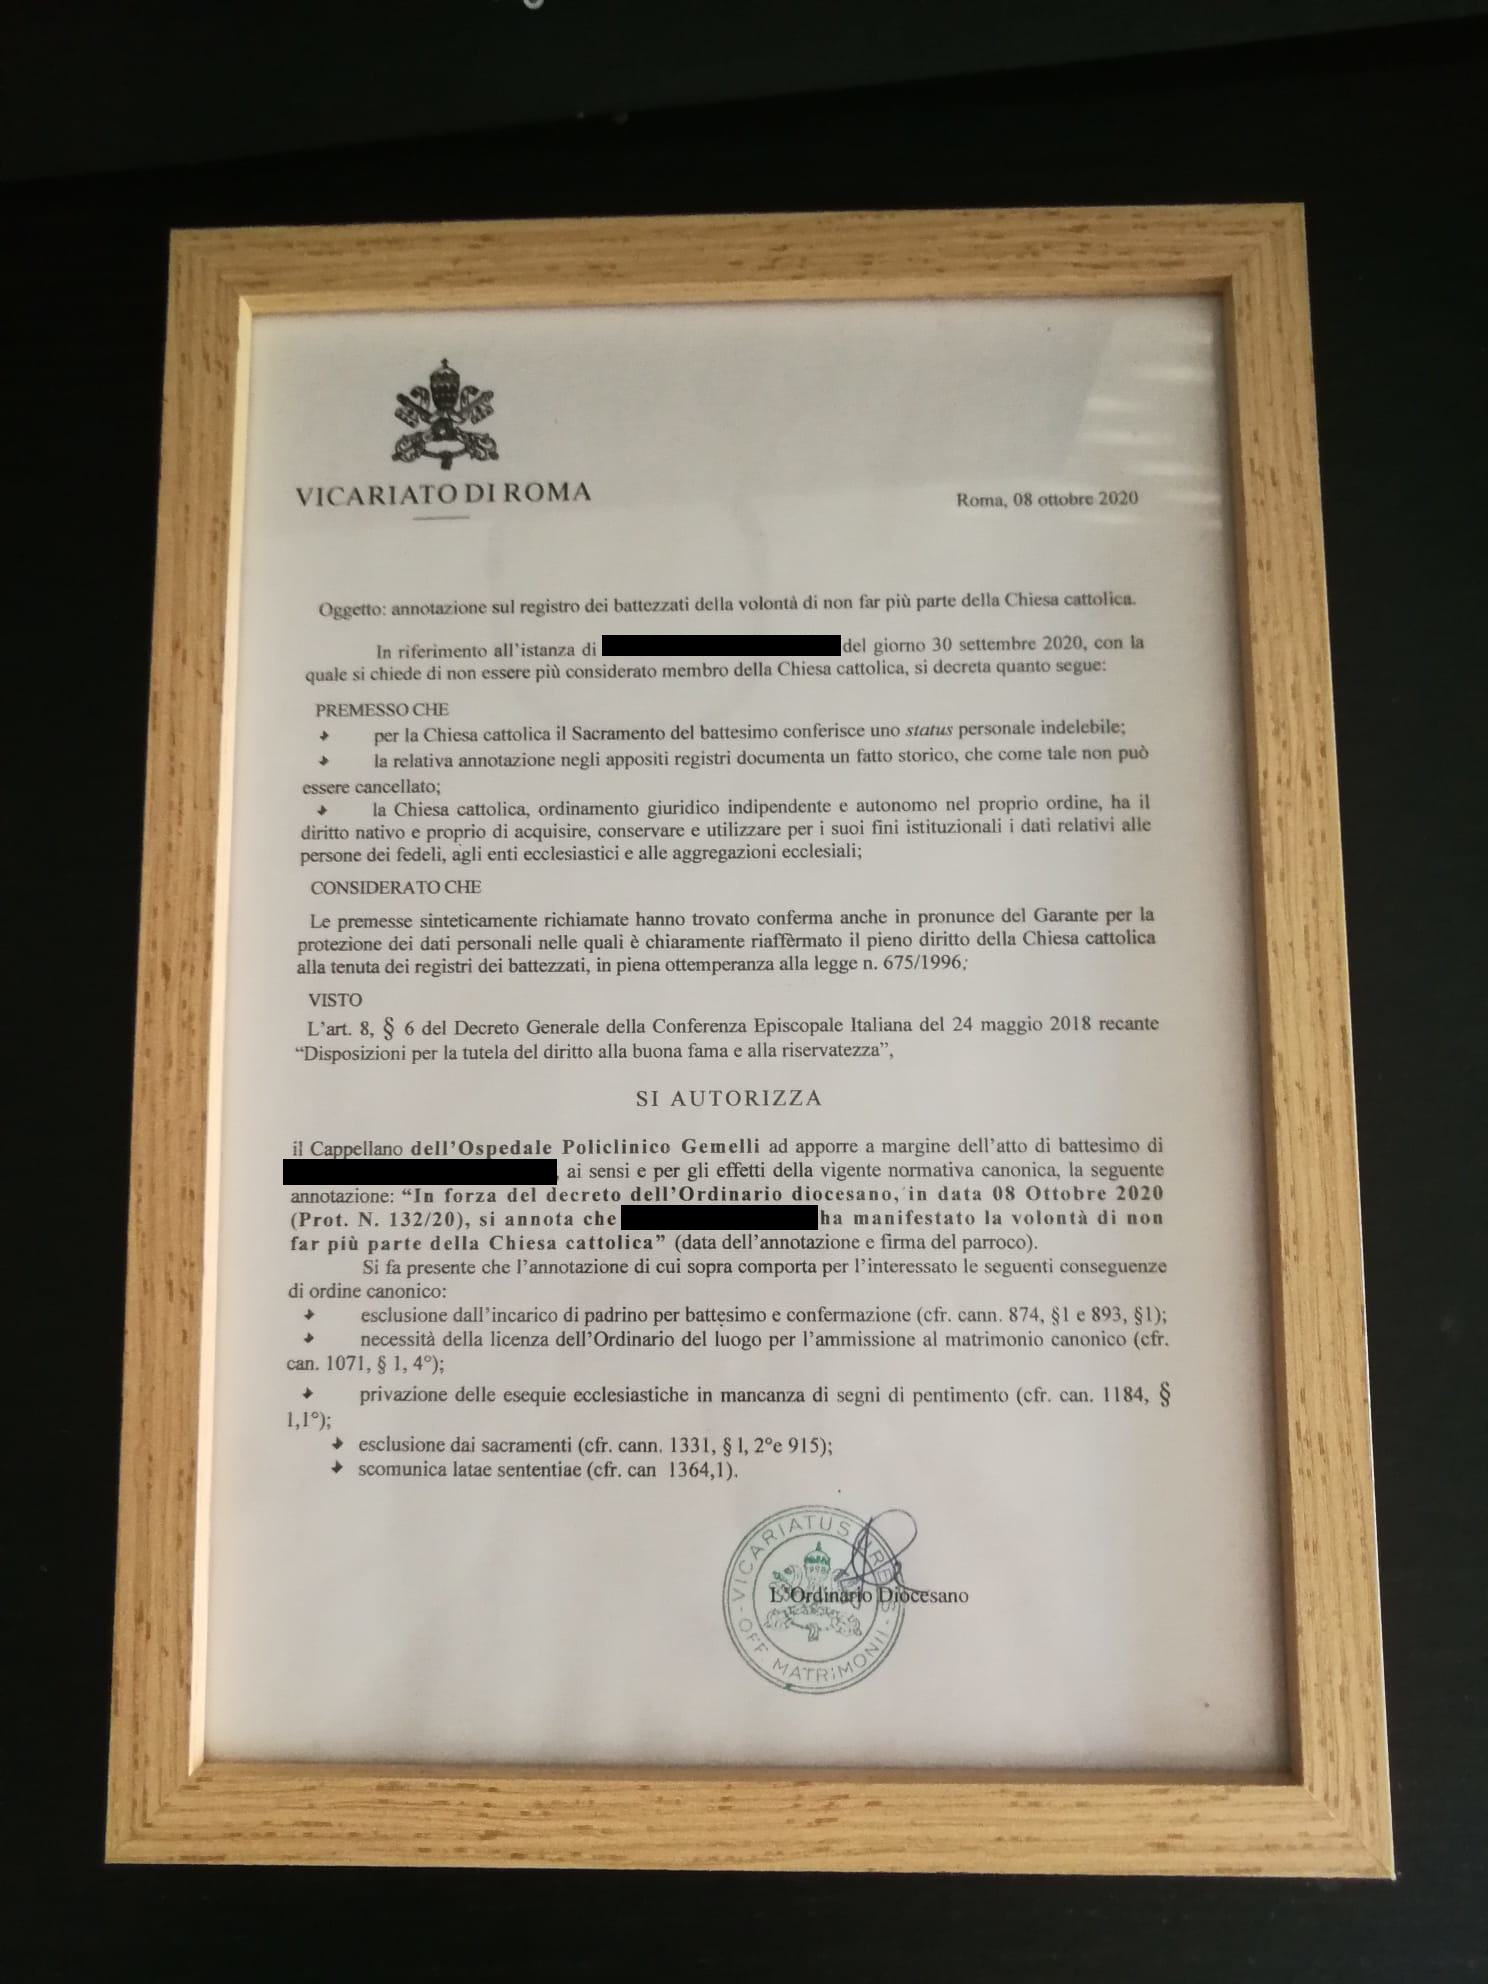 VICARIATO DI ROMA
Roma, 08 ottobre 2020
Oggetto: annotazione sul registro dei battezzati della volontà di non far più parte della Chiesa cattolica.
In riferimento all'istanza di del giorno 30 settembre 2020, con la
quale si chiede di non essere più considerato membro della Chiesa cattolica, si decreta quanto segue:
PREMESSO CHE
per la Chiesa cattolica il Sacramento del battesimo conferisce uno status personale indelebile;
la relativa annotazione negli appositi registri documenta un fatto storico, che come tale non può
essere cancellato;
la Chiesa cattolica, ordinamento giuridico indipendente e autonomo nel proprio ordine, ha il
diritto nativo e proprio di acquisire, conservare e utilizzare per i suoi fini istituzionali i dati relativi alle
persone dei fedeli, agli enti ecclesiastici e alle aggregazioni ecclesiali;
CONSIDERATO CHE
Le premesse sinteticamente richiamate hanno trovato conferma anche in pronunce del Garante per la
protezione dei dati personali nelle quali è chiaramente riaffermato il pieno diritto della Chiesa cattolica
alla tenuta dei registri dei battezzati, in piena ottemperanza alla legge n. 675/1996;
VISTO
L'art. 8, § 6 del Decreto Generale della Conferenza Episcopale Italiana del 24 maggio 2018 recante
“Disposizioni per la tutela del diritto alla buona fama e alla riservatezza”,
SI AUTORIZZA
il Cappellano dell'Ospedale Policlinico Gemelli ad apporre a margine dell'atto di battesimo di
, ai sensi e per gli effetti della vigente normativa canonica, la seguente
annotazione: “In forza del decreto dell'Ordinario diocesano, in data 08 Ottobre 2020
(Prot. N. 132/20), si annota che ha manifestato la volontà di non
far più parte della Chiesa cattolica” (data dell'annotazione e firma del parroco).
Si fa presente che l'annotazione di cui sopra comporta per l'interessato le seguenti conseguenze
di ordine canonico:
esclusione dall'incarico di padrino per battesimo e confermazione (cfr. cann. 874, §1 e 893, §1);
necessità della licenza dell'Ordinario del luogo per l'ammissione al matrimonio canonico (cfr.
can. 1071, § 1, 4°);
privazione delle esequie ecclesiastiche in mancanza di segni di pentimento (cfr. can. 1184, §
1,1°);
esclusione dai sacramenti (cfr. cann. 1331, § 1, 2°e 915);
scomunica latae sententiae (cfr. can 1364,1).
L'Ordinario Diocesano
VICARIATUS
OFF. MATRIMONII